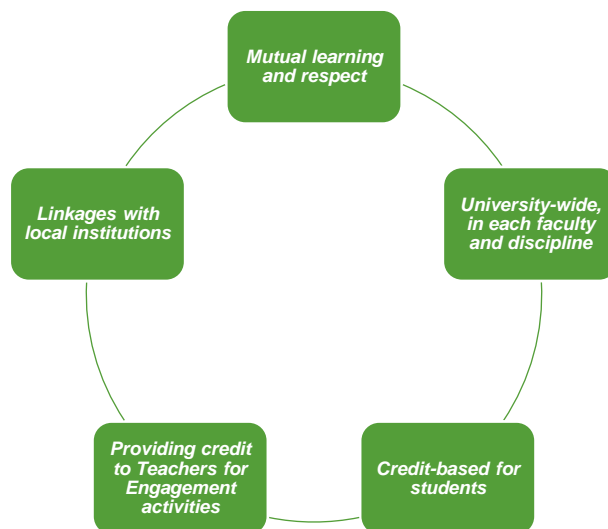 Mutual learning
and respect
University-wide,
in each faculty
and discipline
Credit-based for
students
Providing credit
to Teachers for
Engagement
activities
Linkages with
local institutions